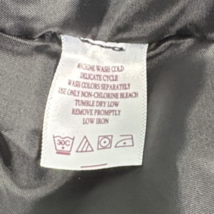 MACHINE WASH COLD
DELICATE CYCLE
WASH COLORS SEPARATELY
USE ONLY NON-CHLORINE BLEACH
TUMBLE DRY LOW
REMOVE PROMPTLY
LOW IRON
30C